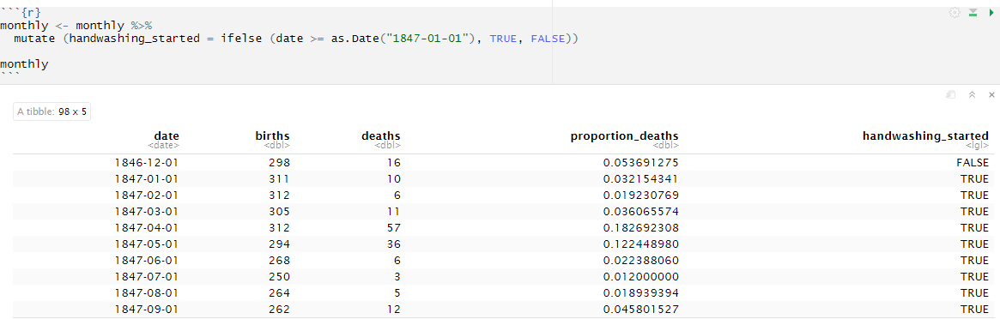 ```{r}
monthly <- monthly %>%
  mutate (handwashing_started = ifelse (date >= as.Date("1847-01-01"), TRUE, FALSE))
monthly
```
A tibble: 98 x 5
date births deaths proportion_deaths handwashing_started
<date> <dbl> <dbl> <dbl> <lgl>
1846-12-01 298 16 0.053691275 FALSE
1847-01-01 311 10 0.032154341 TRUE
1847-02-01 312 6 0.019230769 TRUE
1847-03-01 305 11 0.036065574 TRUE
1847-04-01 312 57 0.182692308 TRUE
1847-05-01 294 36 0.122448980 TRUE
1847-06-01 268 6 0.022388060 TRUE
1847-07-01 250 3 0.012000000 TRUE
1847-08-01 264 5 0.018939394 TRUE
1847-09-01 262 12 0.045801527 TRUE